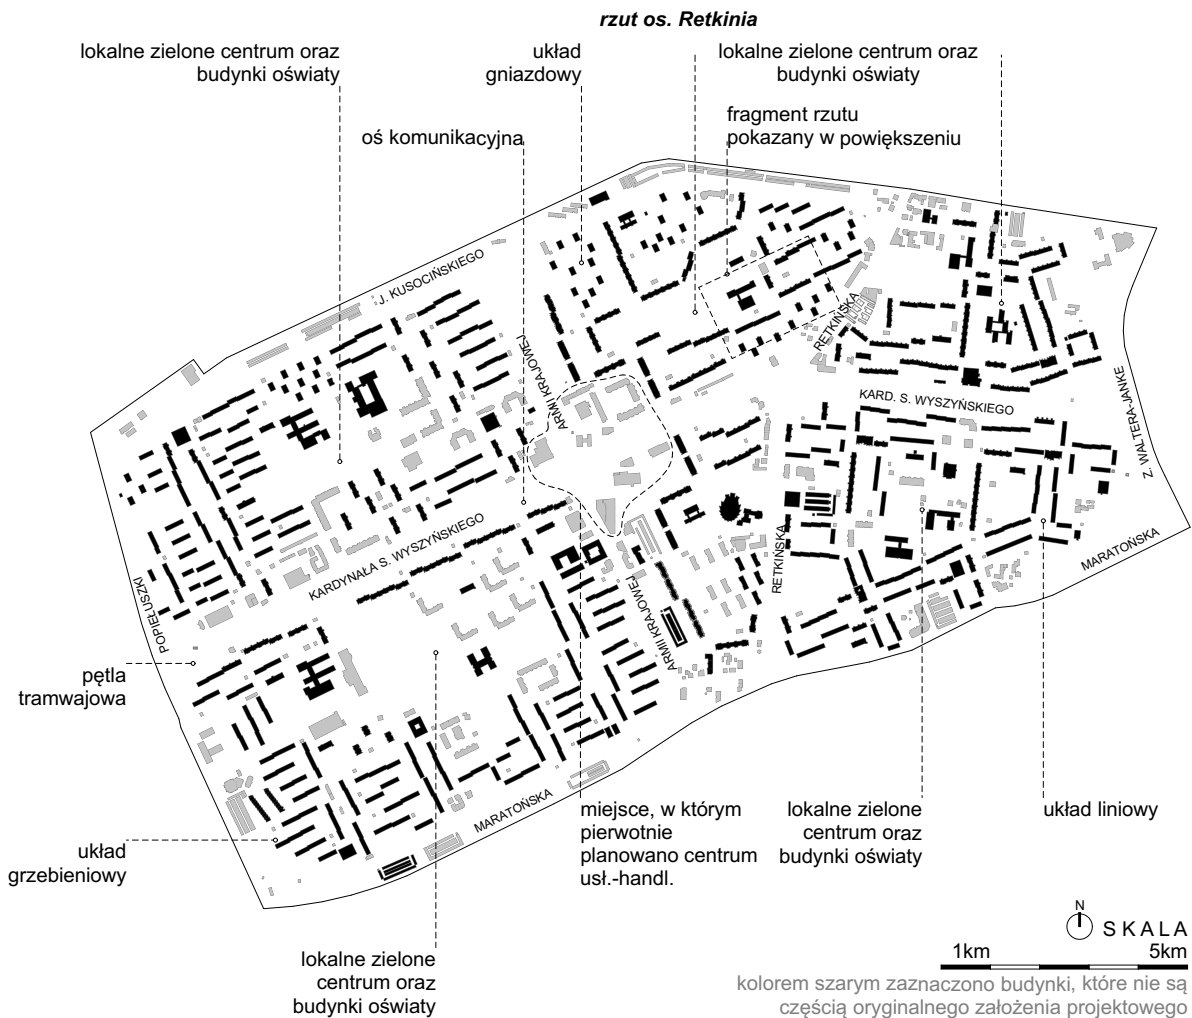 rzut os. Retkinia
lokalne zielone centrum oraz
budynki oświaty
układ
gniazdowy
lokalne zielone centrum oraz
budynki oświaty
oś komunikacyjna
fragment rzutu
pokazany w powiększeniu
J. KUSOCIŃSKIEGO
ARMII KRAJOWEJ
RETKIŃSKA
KARD. S. WYSZYŃSKIEGO
Z. WALTERA-JANKE
KARDYNAŁA S. WYSZYŃSKIEGO
RETKIŃSKA
MARATOŃSKA
POPIEŁUSZKI
ARMII KRAJOWEJ
pętla
tramwajowa
MARATOŃSKA
układ
grzebieniowy
miejsce, w którym
pierwotnie
planowano centrum
usł.-handl.
lokalne zielone
centrum oraz
budynki oświaty
układ liniowy
lokalne zielone
centrum oraz
budynki oświaty
N
SKALA
1km 5km
kolorem szarym zaznaczono budynki, które nie są
częścią oryginalnego założenia projektowego